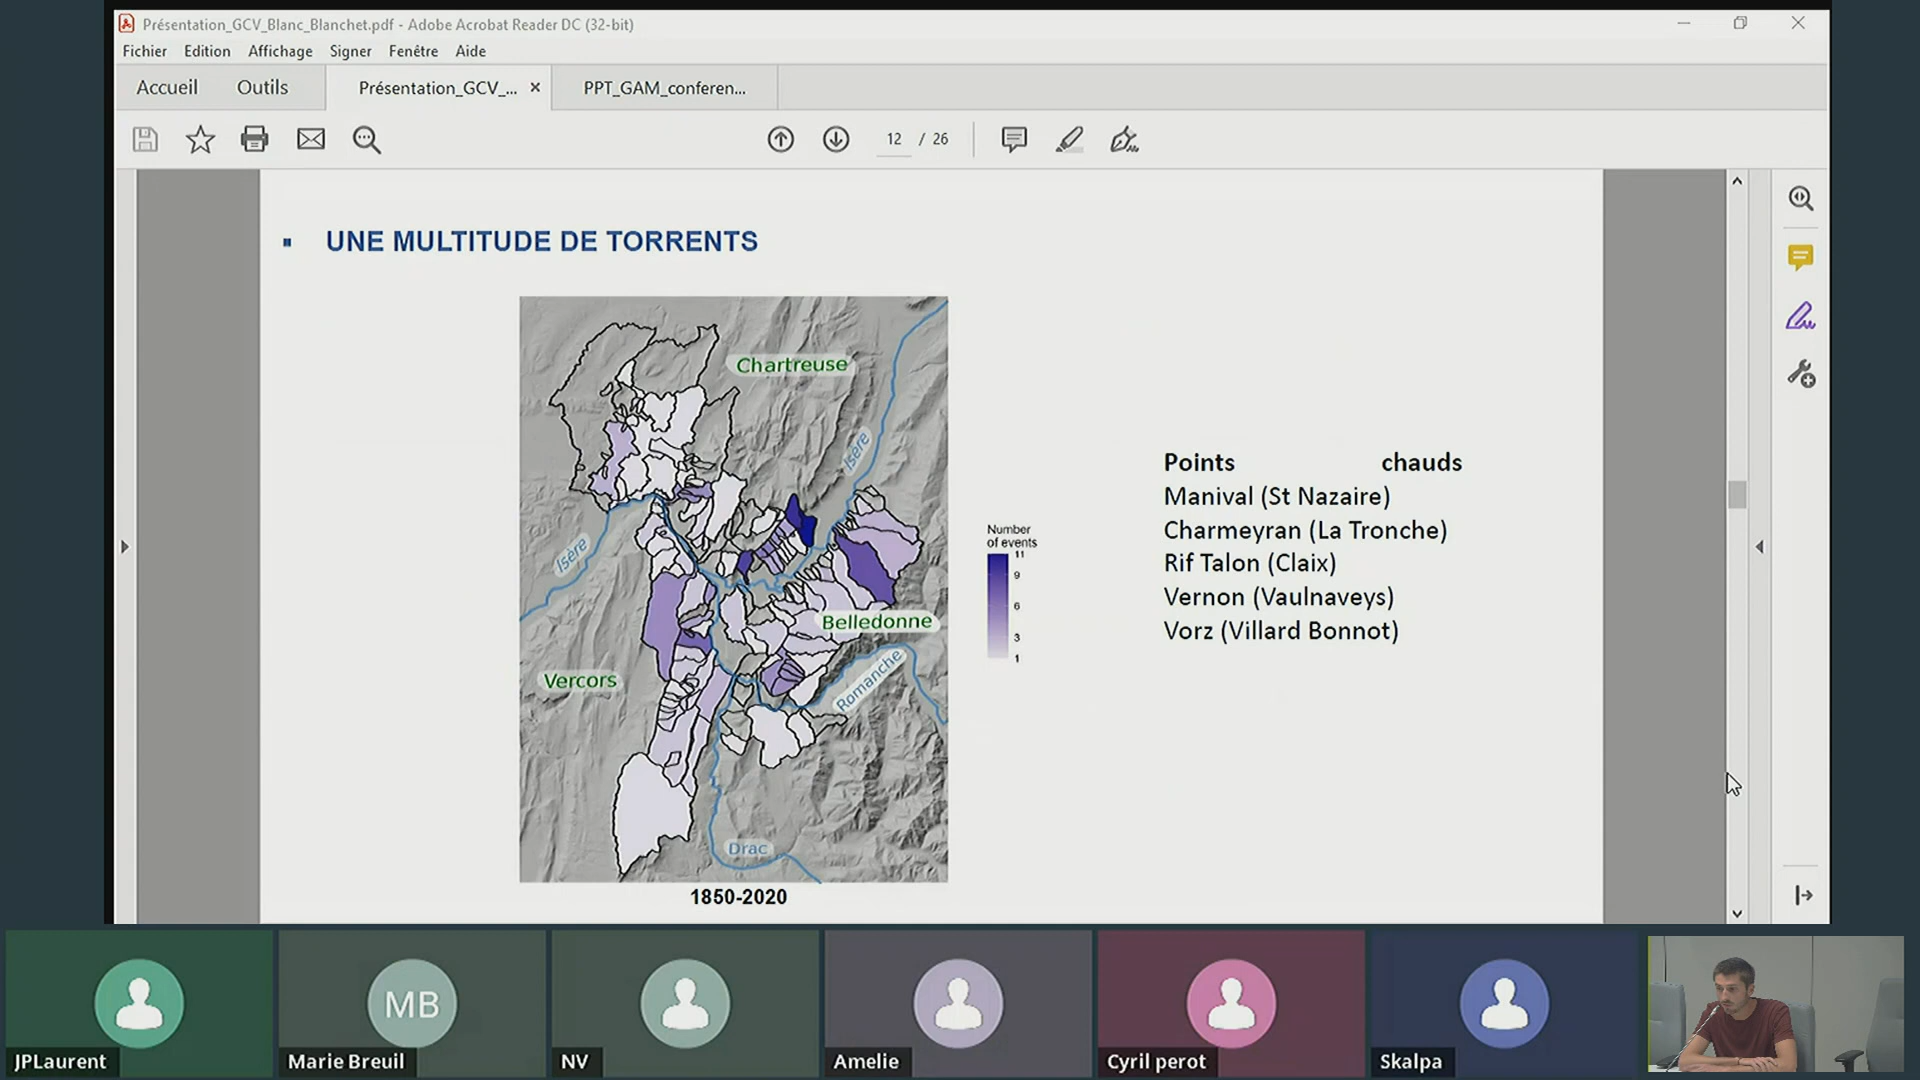 Présentation_GCV_Blanc_Blanchet.pdf - Adobe Acrobat Reader DC (32-bit)
Fichier Edition Affichage Signer Fenêtre Aide
Accueil Outils Présentation_GCV_... × PPT_GAM_conferen...
12 / 26
UNE MULTITUDE DE TORRENTS
Chartreuse
Isère
Isère
Belledonne
Romanche
Vercors
Drac
1850-2020
Number
of events
11
9
6
3
1
Points chauds
Manival (St Nazaire)
Charmeyran (La Tronche)
Rif Talon (Claix)
Vernon (Vaulnaveys)
Vorz (Villard Bonnot)
MB
JPLaurent Marie Breuil NV Amelie Cyril perot Skalpa